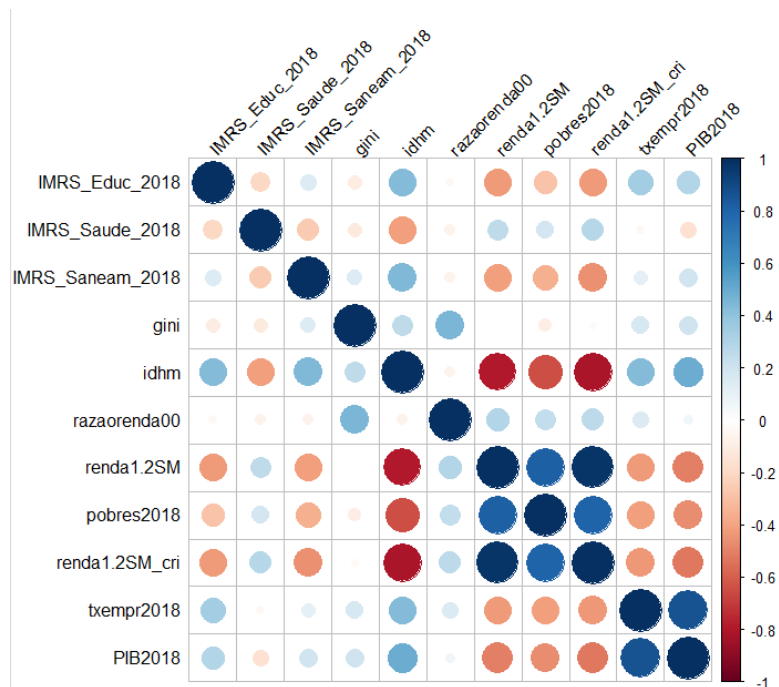 IMRS_Educ_2018
IMRS_Saude_2018
IMRS_Saneam_2018
gini
idhm
razaorenda00
renda1.2SM
pobres2018
renda1.2SM_cri
txempr2018
PIB2018
IMRS_Educ_2018
IMRS_Saude_2018
IMRS_Saneam_2018
gini
idhm
razaorenda00
renda1.2SM
pobres2018
renda1.2SM_cri
txempr2018
PIB2018
1
0.8
0.6
0.4
0.2
0
-0.2
-0.4
-0.6
-0.8
-1